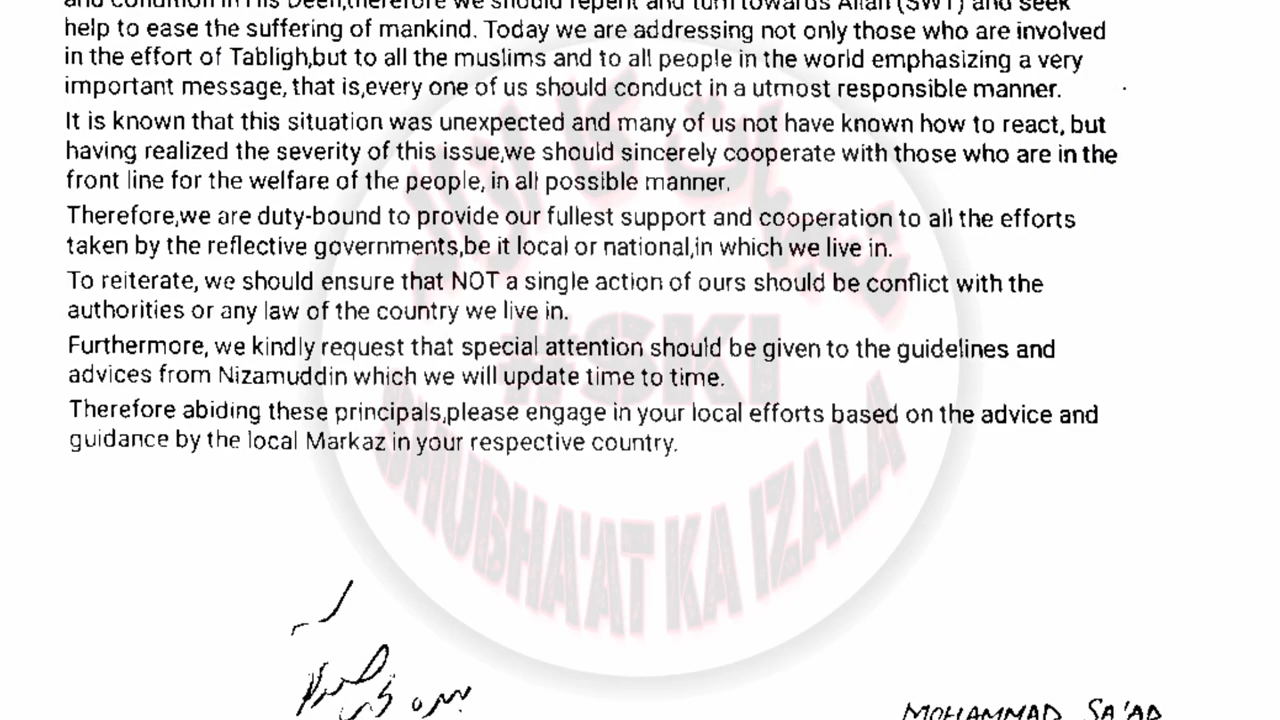 and condition in His Deen,therefore we should repent and turn towards Allah (SWT) and seek
help to ease the suffering of mankind. Today we are addressing not only those who are involved
in the effort of Tabligh,but to all the muslims and to all people in the world emphasizing a very
important message, that is,every one of us should conduct in a utmost responsible manner.
It is known that this situation was unexpected and many of us not have known how to react, but
having realized the severity of this issue,we should sincerely cooperate with those who are in the
front line for the welfare of the people, in all possible manner.
Therefore,we are duty-bound to provide our fullest support and cooperation to all the efforts
taken by the reflective governments,be it local or national,in which we live in.
To reiterate, we should ensure that NOT a single action of ours should be conflict with the
authorities or any law of the country we live in.
Furthermore, we kindly request that special attention should be given to the guidelines and
advices from Nizamuddin which we will update time to time.
Therefore abiding these principals,please engage in your local efforts based on the advice and
guidance by the local Markaz in your respective country.
#SKI
SHUBHA'AT KA IZALA
MOHAMMAD SA'AD